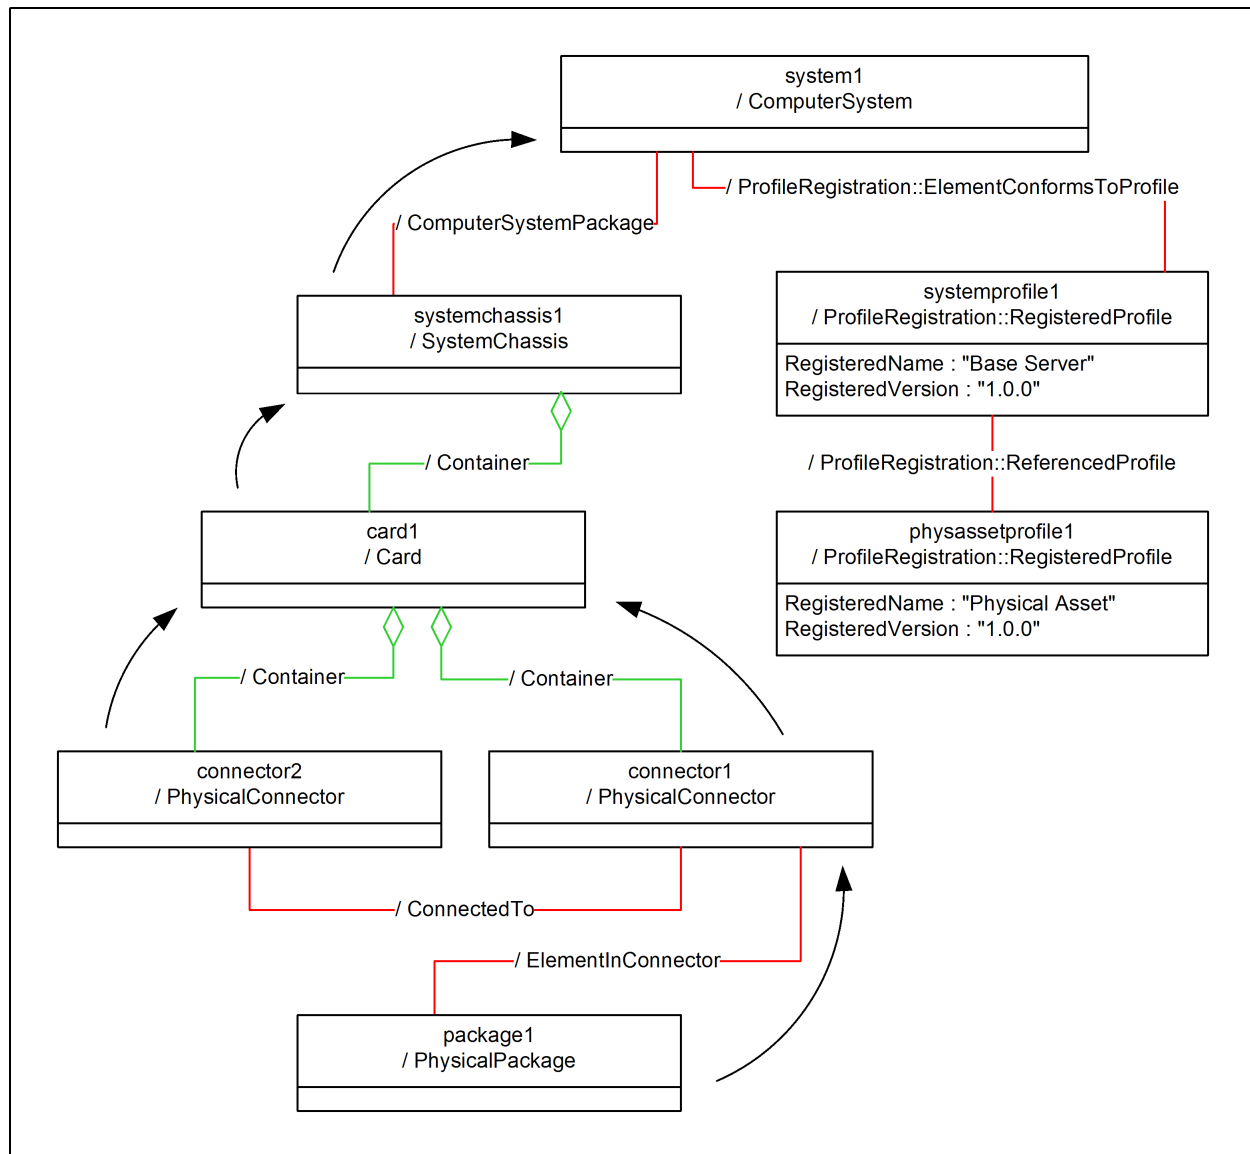 system1
/ ComputerSystem
/ ProfileRegistration::ElementConformsToProfile
/ ComputerSystemPackage
systemchassis1
/ SystemChassis
systemprofile1
/ ProfileRegistration::RegisteredProfile
RegisteredName : "Base Server"
RegisteredVersion : "1.0.0"
/ Container
/ ProfileRegistration::ReferencedProfile
card1
/ Card
physassetprofile1
/ ProfileRegistration::RegisteredProfile
RegisteredName : "Physical Asset"
RegisteredVersion : "1.0.0"
/ Container
/ Container
connector2
/ PhysicalConnector
connector1
/ PhysicalConnector
/ ConnectedTo
/ ElementInConnector
package1
/ PhysicalPackage